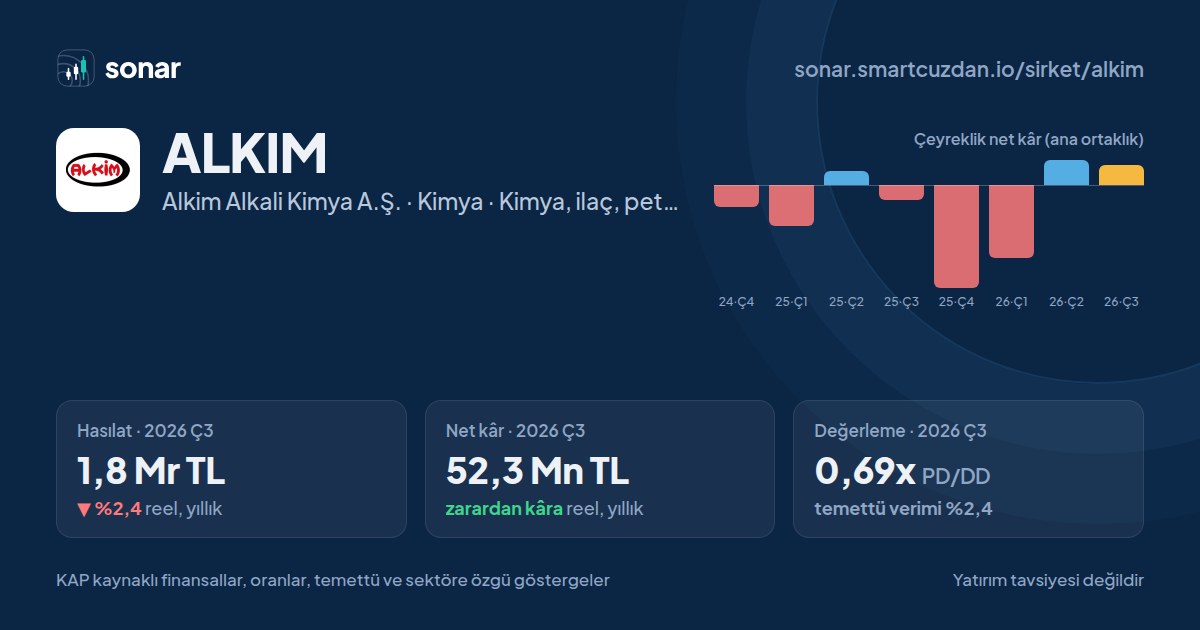 sonar
sonar.smartcuzdan.io/sirket/alkim
ALKİM
ALKIM
Alkim Alkali Kimya A.Ş. · Kimya · Kimya, ilaç, pet…
Çeyreklik net kâr (ana ortaklık)
24·Ç4 25·Ç1 25·Ç2 25·Ç3 25·Ç4 26·Ç1 26·Ç2 26·Ç3
Hasılat · 2026 Ç3
1,8 Mr TL
▼ %2,4 reel, yıllık
Net kâr · 2026 Ç3
52,3 Mn TL
zarardan kâra reel, yıllık
Değerleme · 2026 Ç3
0,69x PD/DD
temettü verimi %2,4
KAP kaynaklı finansallar, oranlar, temettü ve sektöre özgü göstergeler
Yatırım tavsiyesi değildir